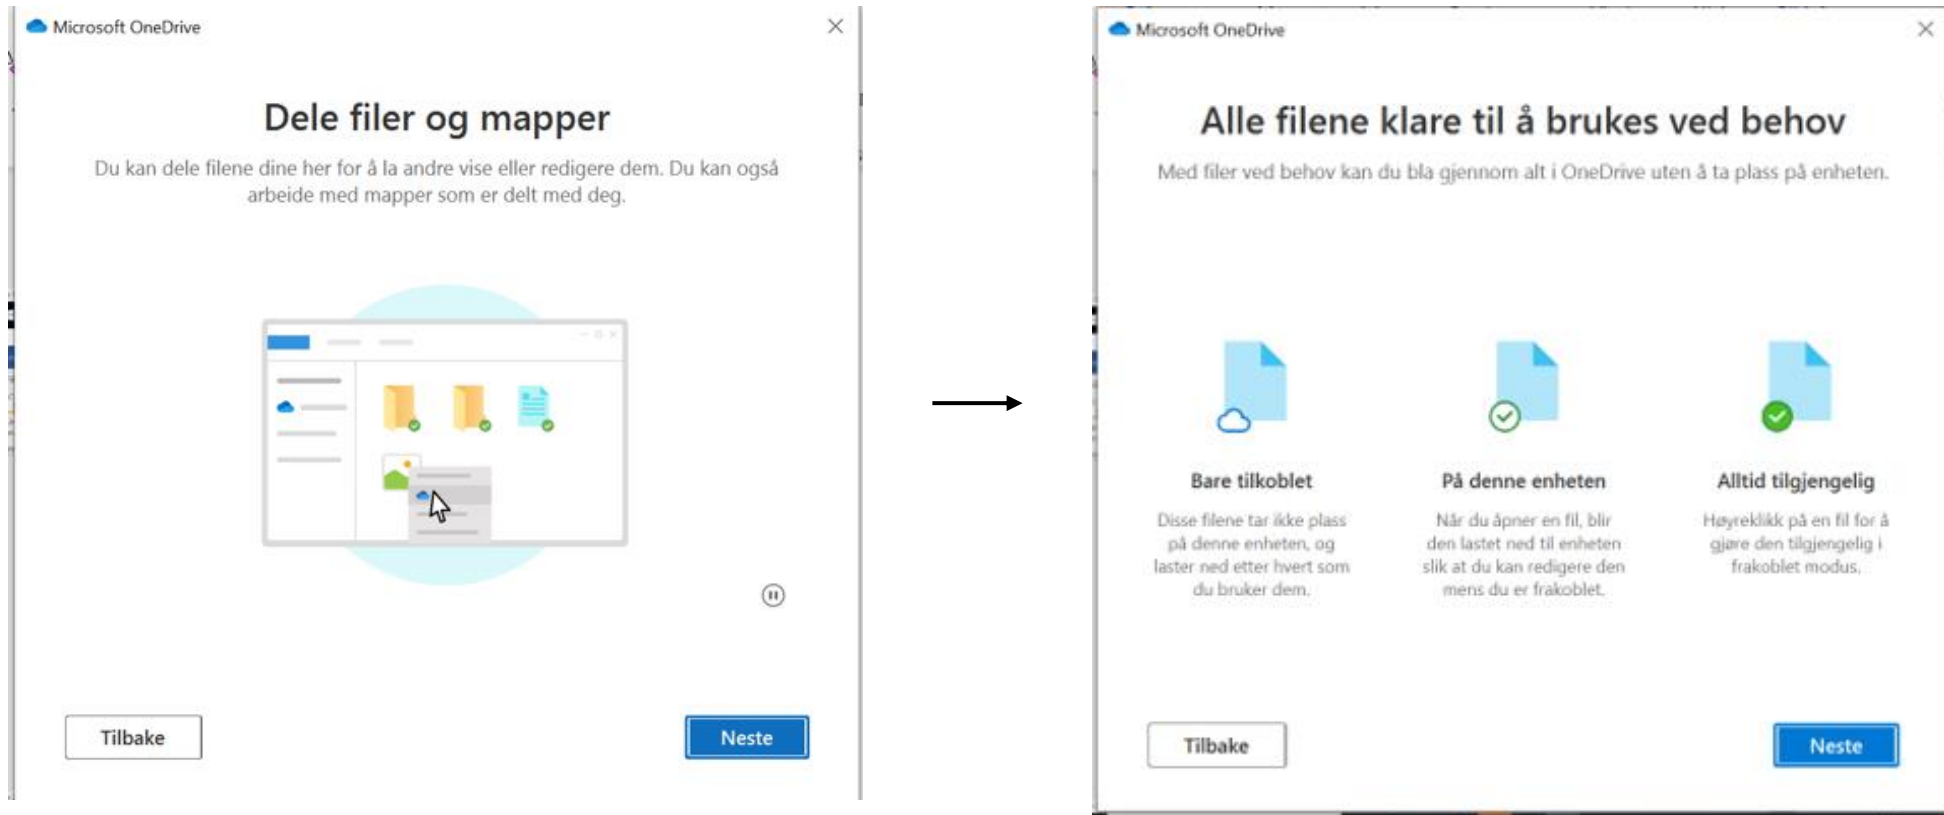 Microsoft OneDrive
Dele filer og mapper
Du kan dele filene dine her for å la andre vise eller redigere dem. Du kan også
arbeide med mapper som er delt med deg.
Tilbake
Neste
Microsoft OneDrive
Alle filene klare til å brukes ved behov
Med filer ved behov kan du bla gjennom alt i OneDrive uten å ta plass på enheten.
Bare tilkoblet
Disse filene tar ikke plass
på denne enheten, og
laster ned etter hvert som
du bruker dem.
På denne enheten
Når du åpner en fil, blir
den lastet ned til enheten
slik at du kan redigere den
mens du er frakoblet.
Alltid tilgjengelig
Høyreklikk på en fil for å
gjøre den tilgjengelig i
frakoblet modus.
Tilbake
Neste